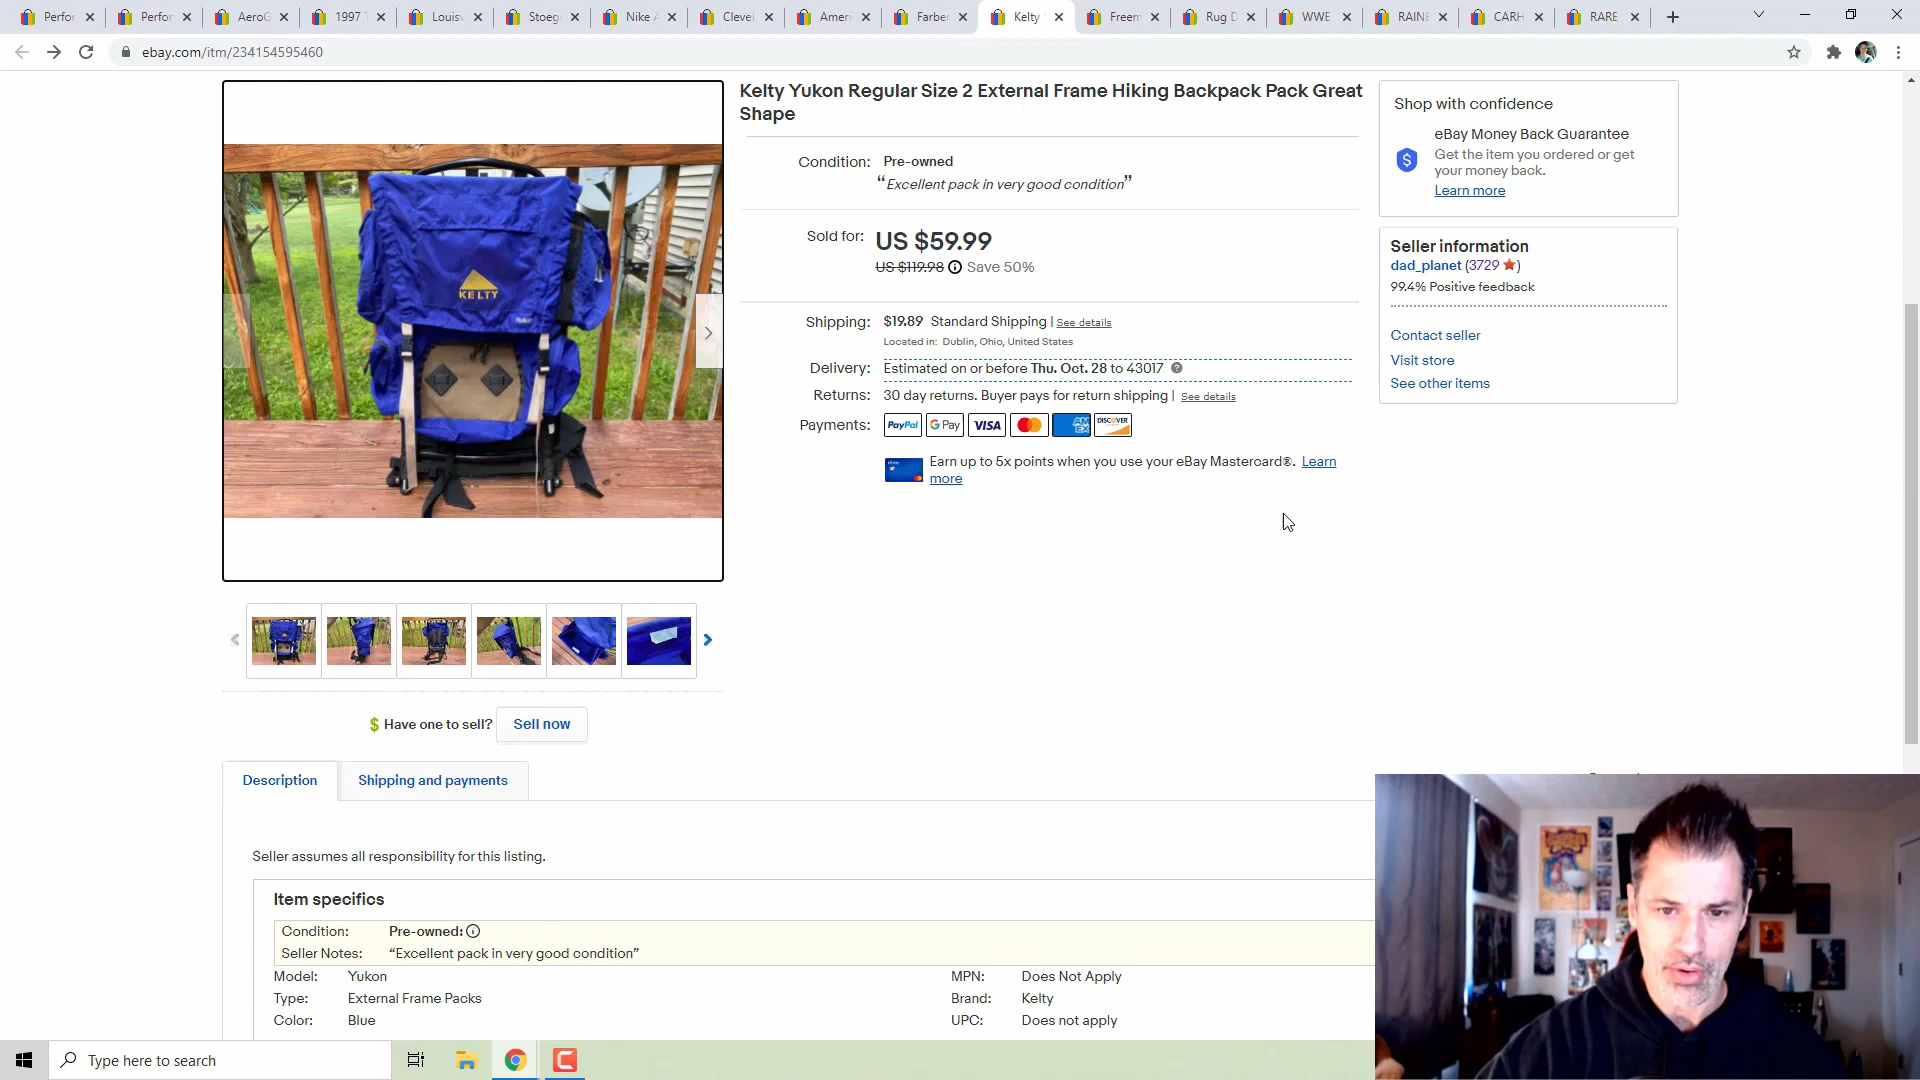 Perfor
Perfor
AeroG
1997 T
Louisv
Stoege
Nike A
Clevel
Ameri
Farber
Kelty
Freem
Rug D
WWE
RAINE
CARH
RARE
ebay.com/itm/234154595460
Kelty Yukon Regular Size 2 External Frame Hiking Backpack Pack Great
Shape
Condition: Pre-owned
“Excellent pack in very good condition”
Sold for: US $59.99
US $119.98 Save 50%
Shipping: $19.89 Standard Shipping | See details
Located in: Dublin, Ohio, United States
Delivery: Estimated on or before Thu. Oct. 28 to 43017
Returns: 30 day returns. Buyer pays for return shipping | See details
Payments: PayPal G Pay VISA AMEX DISCOVER
Earn up to 5x points when you use your eBay Mastercard®. Learn
more
Shop with confidence
eBay Money Back Guarantee
Get the item you ordered or get
your money back.
Learn more
Seller information
dad_planet (3729)
99.4% Positive feedback
Contact seller
Visit store
See other items
KELTY
Yukon
Have one to sell? Sell now
Description
Shipping and payments
Seller assumes all responsibility for this listing.
Item specifics
Condition: Pre-owned:
Seller Notes: “Excellent pack in very good condition”
Model: Yukon
MPN: Does Not Apply
Type: External Frame Packs
Brand: Kelty
Color: Blue
UPC: Does not apply
Type here to search